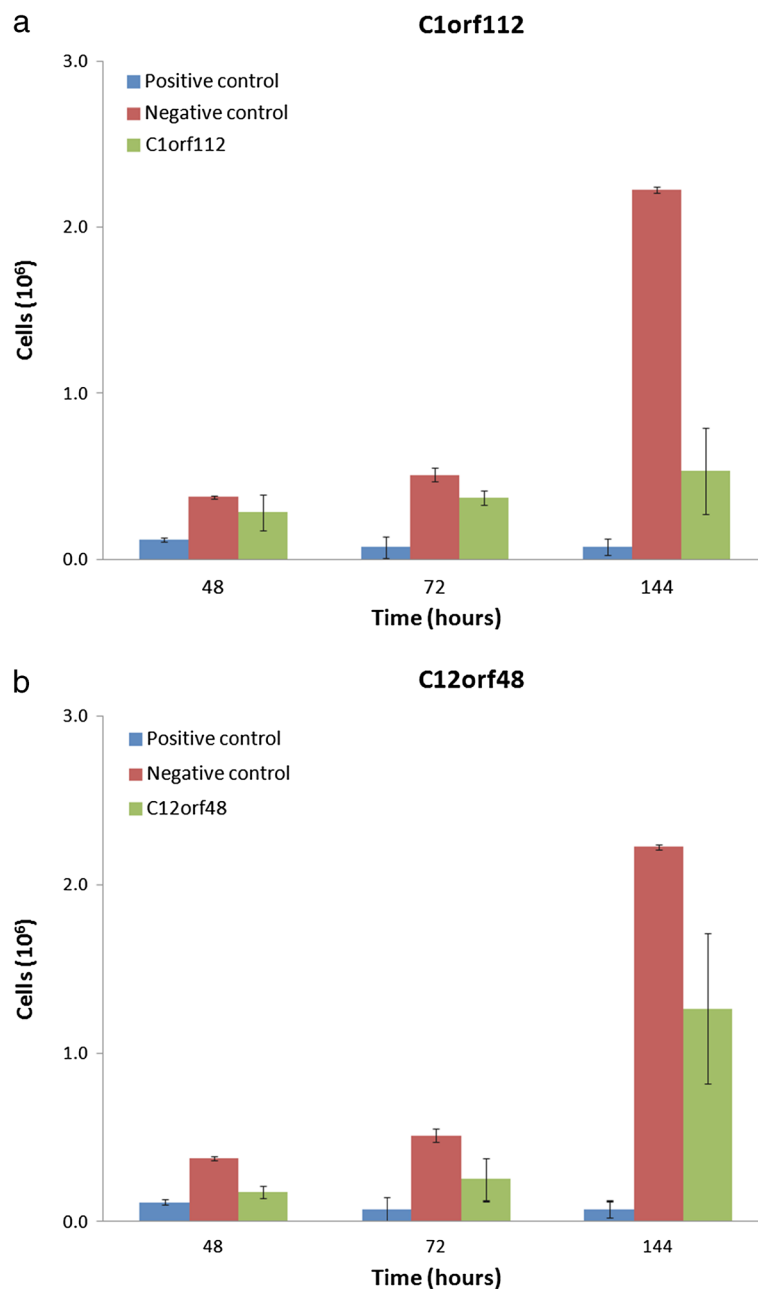 a
C1orf112
3.0
Positive control
Negative control
C1orf112
2.0
Cells (10⁶)
1.0
0.0
48 72 144
Time (hours)
b
C12orf48
3.0
Positive control
Negative control
C12orf48
2.0
Cells (10⁶)
1.0
0.0
48 72 144
Time (hours)